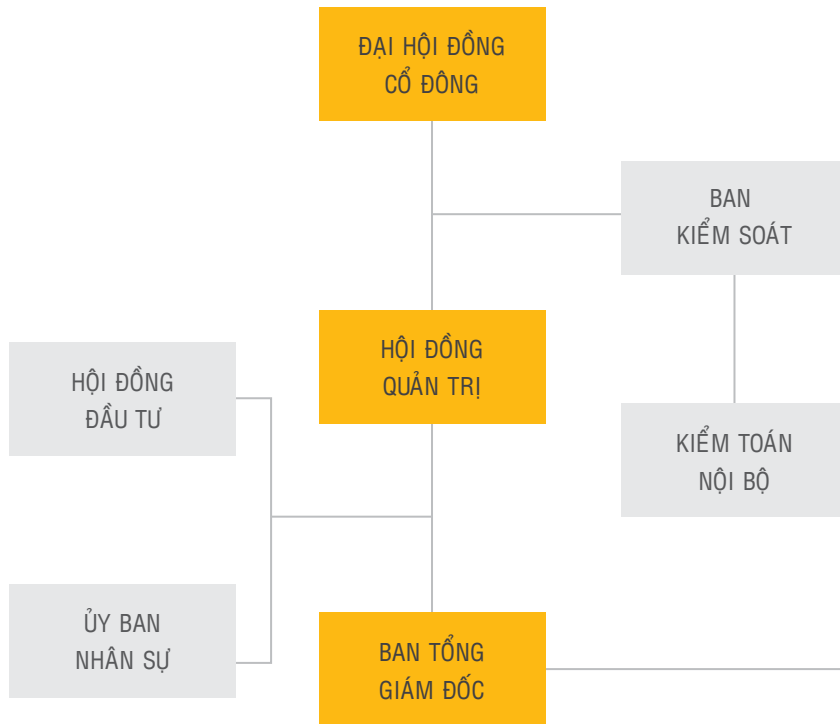 ĐẠI HỘI ĐỒNG
CỔ ĐÔNG
BAN
KIỂM SOÁT
HỘI ĐỒNG
QUẢN TRỊ
HỘI ĐỒNG
ĐẦU TƯ
KIỂM TOÁN
NỘI BỘ
ỦY BAN
NHÂN SỰ
BAN TỔNG
GIÁM ĐỐC